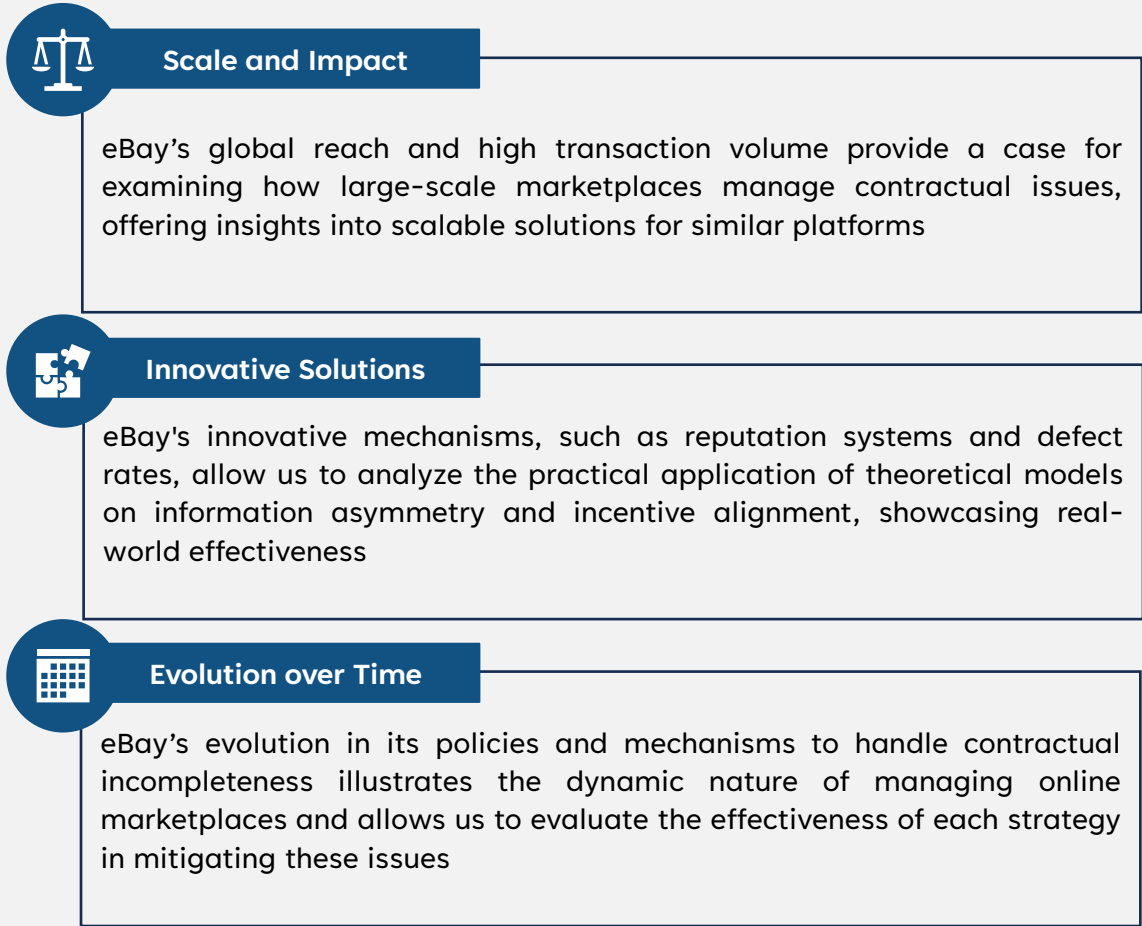 Scale and Impact
eBay’s global reach and high transaction volume provide a case for
examining how large-scale marketplaces manage contractual issues,
offering insights into scalable solutions for similar platforms
Innovative Solutions
eBay's innovative mechanisms, such as reputation systems and defect
rates, allow us to analyze the practical application of theoretical models
on information asymmetry and incentive alignment, showcasing real-
world effectiveness
Evolution over Time
eBay’s evolution in its policies and mechanisms to handle contractual
incompleteness illustrates the dynamic nature of managing online
marketplaces and allows us to evaluate the effectiveness of each strategy
in mitigating these issues